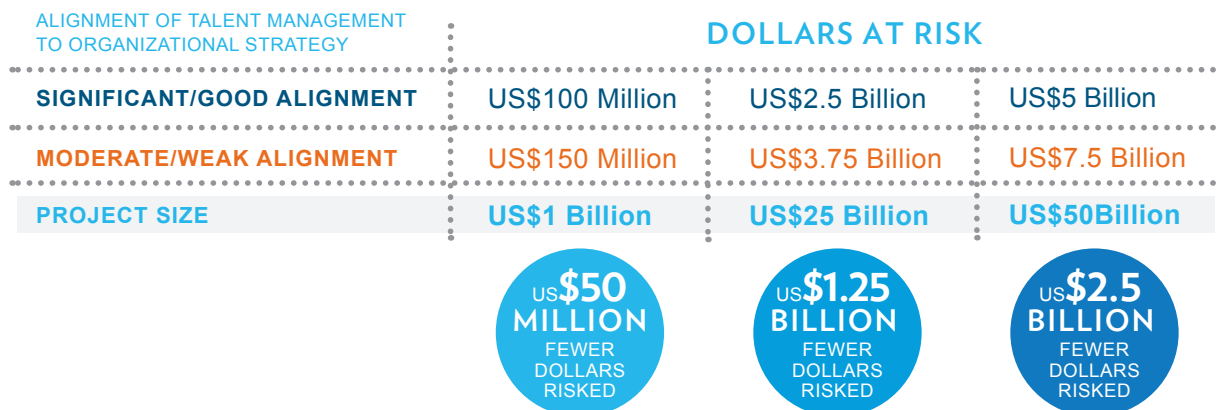 ALIGNMENT OF TALENT MANAGEMENT
TO ORGANIZATIONAL STRATEGY
DOLLARS AT RISK
SIGNIFICANT/GOOD ALIGNMENT US$100 Million US$2.5 Billion US$5 Billion
MODERATE/WEAK ALIGNMENT US$150 Million US$3.75 Billion US$7.5 Billion
PROJECT SIZE US$1 Billion US$25 Billion US$50Billion
US$50
MILLION
FEWER
DOLLARS
RISKED
US$1.25
BILLION
FEWER
DOLLARS
RISKED
US$2.5
BILLION
FEWER
DOLLARS
RISKED